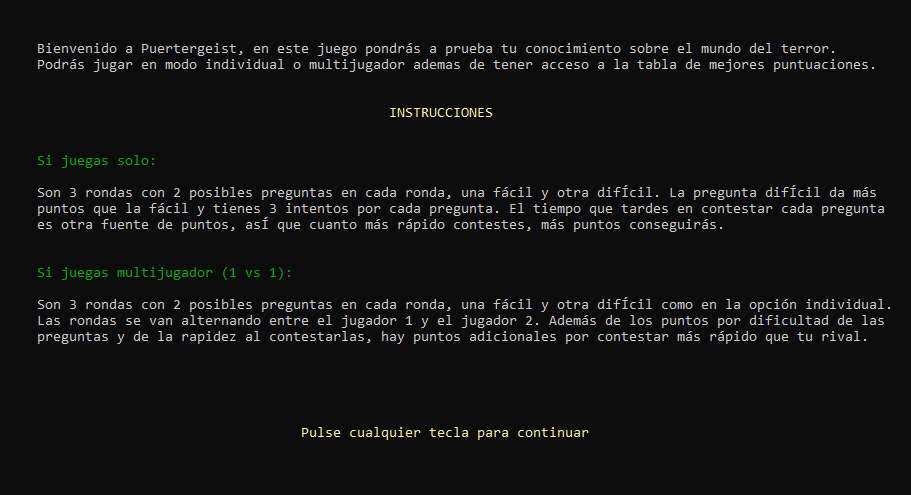 Bienvenido a Puertergeist, en este juego pondrás a prueba tu conocimiento sobre el mundo del terror.
Podrás jugar en modo individual o multijugador ademas de tener acceso a la tabla de mejores puntuaciones.
INSTRUCCIONES
Si juegas solo:
Son 3 rondas con 2 posibles preguntas en cada ronda, una fácil y otra difÍcil. La pregunta difÍcil da más
puntos que la fácil y tienes 3 intentos por cada pregunta. El tiempo que tardes en contestar cada pregunta
es otra fuente de puntos, asÍ que cuanto más rápido contestes, más puntos conseguirás.
Si juegas multijugador (1 vs 1):
Son 3 rondas con 2 posibles preguntas en cada ronda, una fácil y otra difÍcil como en la opción individual.
Las rondas se van alternando entre el jugador 1 y el jugador 2. Además de los puntos por dificultad de las
preguntas y de la rapidez al contestarlas, hay puntos adicionales por contestar más rápido que tu rival.
Pulse cualquier tecla para continuar